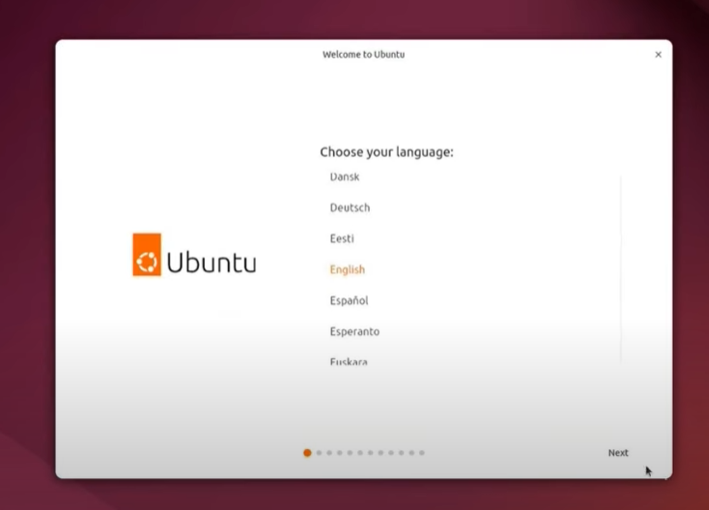 Welcome to Ubuntu
Choose your language:
Dansk
Deutsch
Eesti
English
Ubuntu
Español
Esperanto
Euskara
Next